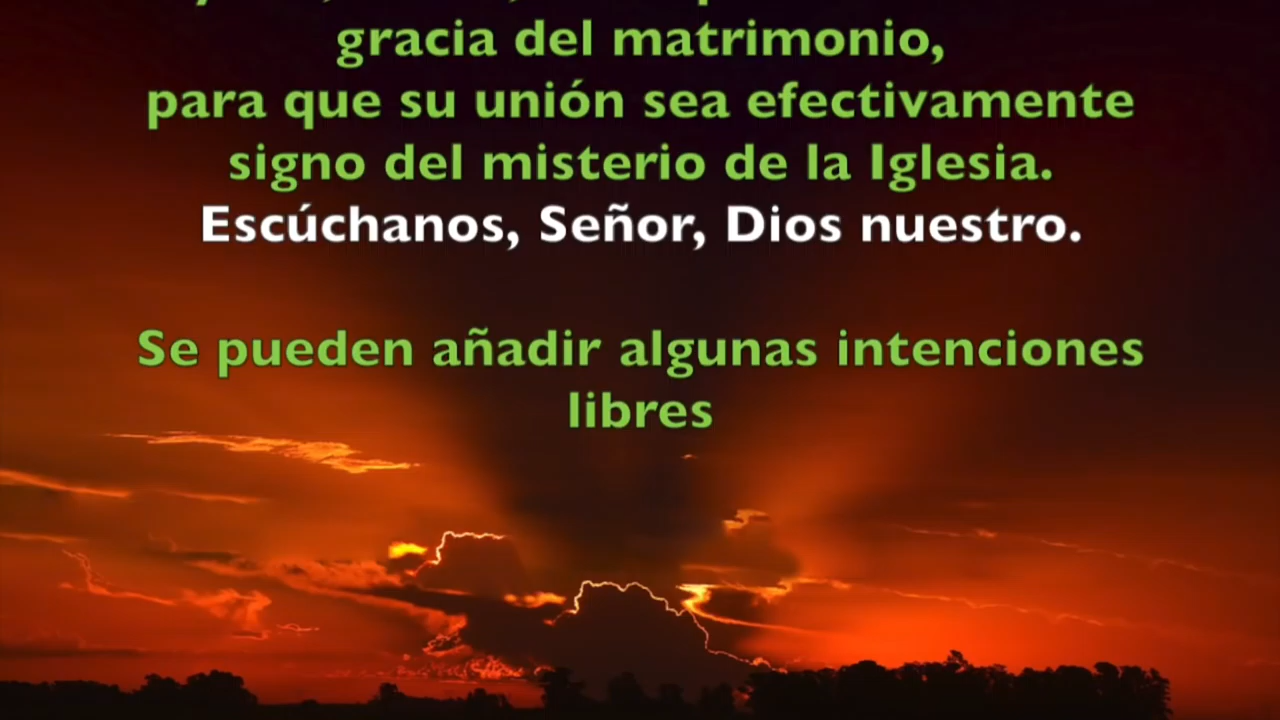 gracia del matrimonio,
para que su unión sea efectivamente
signo del misterio de la Iglesia.
Escúchanos, Señor, Dios nuestro.
Se pueden añadir algunas intenciones
libres